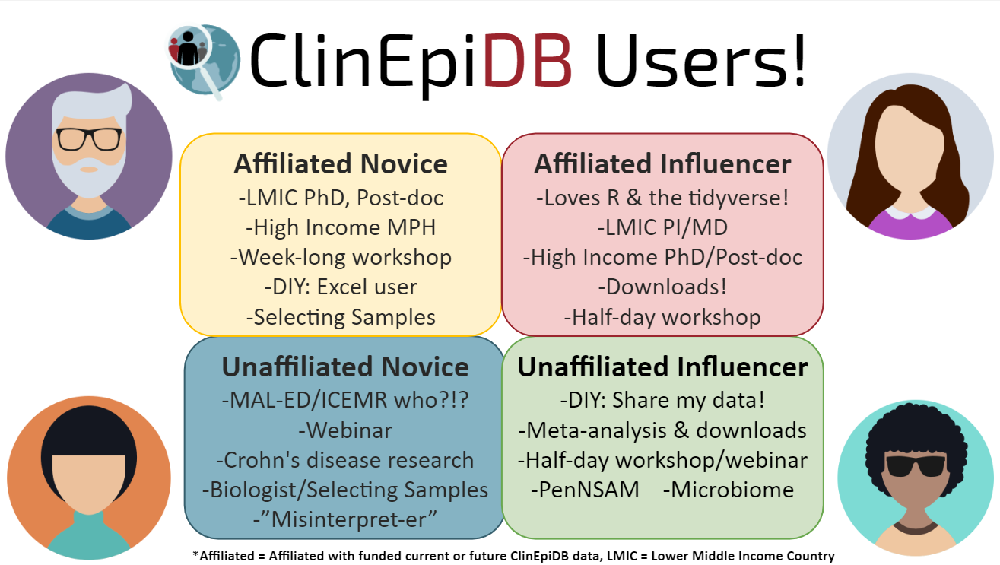 ClinEpiDB Users!
Affiliated Novice
-LMIC PhD, Post-doc
-High Income MPH
-Week-long workshop
-DIY: Excel user
-Selecting Samples
Affiliated Influencer
-Loves R & the tidyverse!
-LMIC PI/MD
-High Income PhD/Post-doc
-Downloads!
-Half-day workshop
Unaffiliated Novice
-MAL-ED/ICEMR who?!?
-Webinar
-Crohn's disease research
-Biologist/Selecting Samples
-”Misinterpret-er”
Unaffiliated Influencer
-DIY: Share my data!
-Meta-analysis & downloads
-Half-day workshop/webinar
-PenNSAM -Microbiome
*Affiliated = Affiliated with funded current or future ClinEpiDB data, LMIC = Lower Middle Income Country